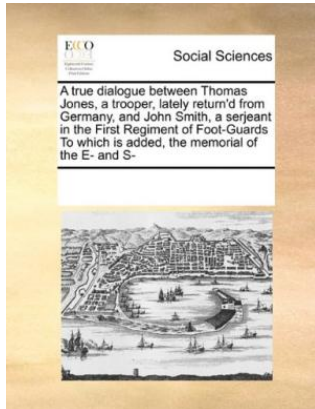 ECCO
Social Sciences
A true dialogue between Thomas
Jones, a trooper, lately return'd from
Germany, and John Smith, a serjeant
in the First Regiment of Foot-Guards
To which is added, the memorial of
the E- and S-